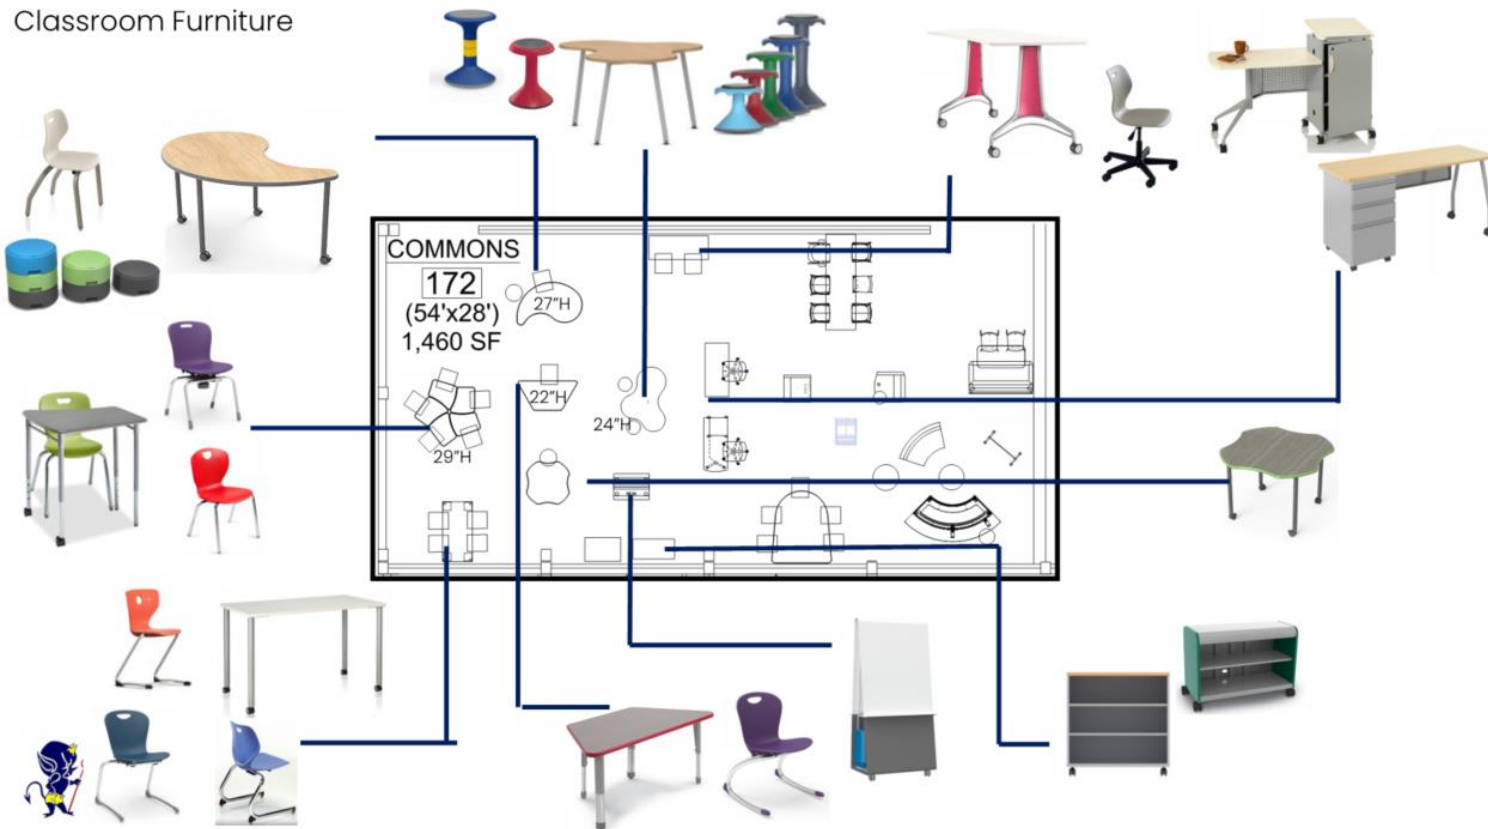 Classroom Furniture
COMMONS
172
(54'x28')
1,460 SF
27"H
22"H
24"H
29"H